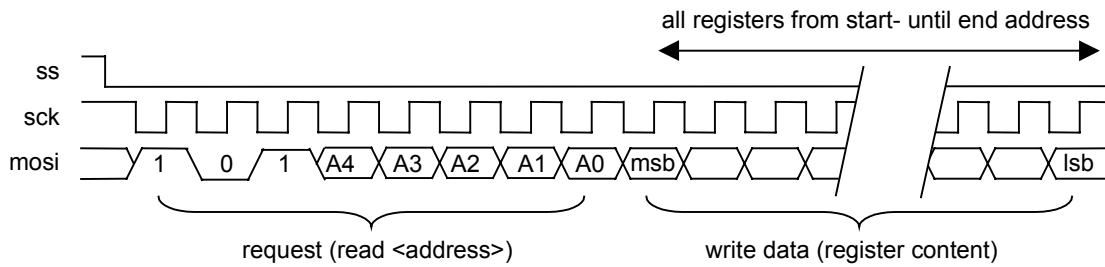 all registers from start- until end address
ss
sck
mosi 1 0 1 A4 A3 A2 A1 A0 msb lsb
request (read <address>) write data (register content)